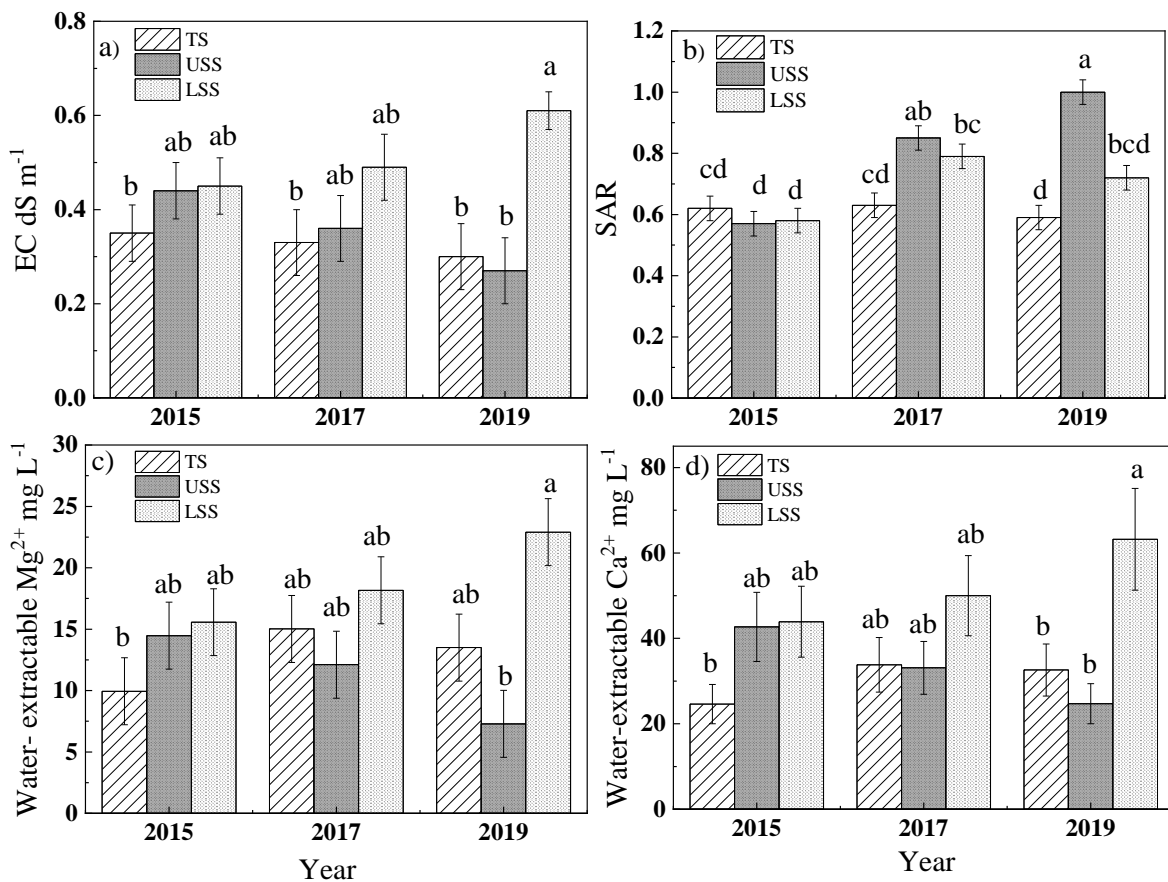 a)
TS
USS
LSS
EC dS m-1
0.8
0.6
0.4
0.2
0.0
b
ab
ab
b
ab
ab
b
b
a
2015
2017
2019
b)
TS
USS
LSS
SAR
1.2
1.0
0.8
0.6
0.4
0.2
0.0
cd
d
d
cd
ab
bc
d
a
bcd
2015
2017
2019
c)
TS
USS
LSS
Water- extractable Mg2+ mg L-1
30
25
20
15
10
5
0
b
ab
ab
ab
ab
ab
ab
b
a
2015
2017
2019
Year
d)
TS
USS
LSS
Water-extractable Ca2+ mg L-1
80
60
40
20
0
b
ab
ab
ab
ab
ab
b
b
a
2015
2017
2019
Year